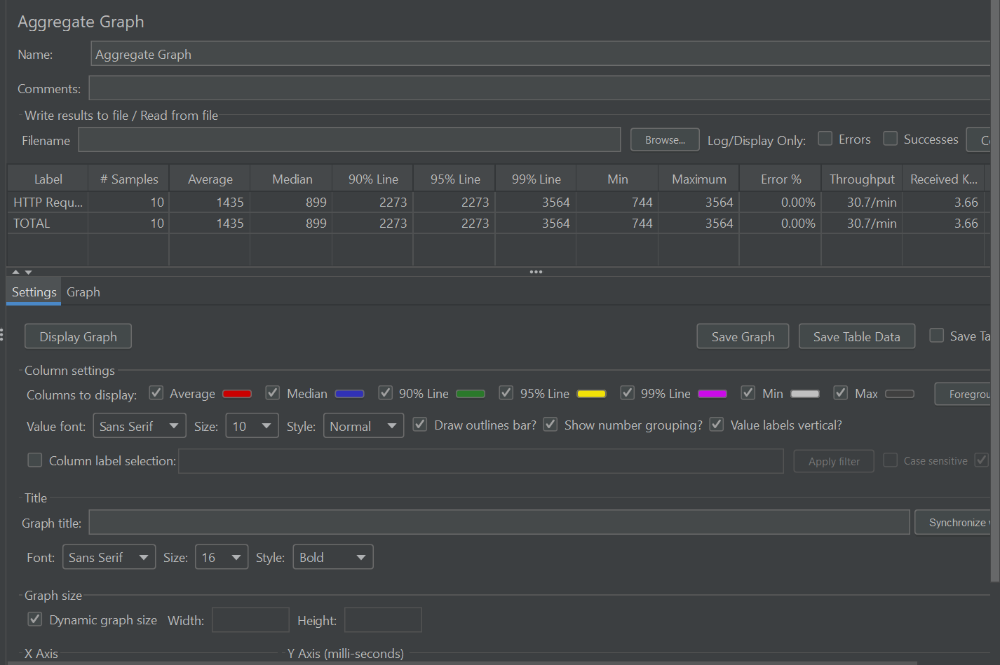 Aggregate Graph
Name: Aggregate Graph
Comments:
Write results to file / Read from file
Filename Browse... Log/Display Only: Errors Successes
Label # Samples Average Median 90% Line 95% Line 99% Line Min Maximum Error % Throughput Received K...
HTTP Requ... 10 1435 899 2273 2273 3564 744 3564 0.00% 30.7/min 3.66
TOTAL 10 1435 899 2273 2273 3564 744 3564 0.00% 30.7/min 3.66
Settings Graph
Display Graph Save Graph Save Table Data Save Ta
Column settings
Columns to display: Average Median 90% Line 95% Line 99% Line Min Max Foregrou
Value font: Sans Serif Size: 10 Style: Normal Draw outlines bar? Show number grouping? Value labels vertical?
Column label selection: Apply filter Case sensitive
Title
Graph title: Synchronize
Font: Sans Serif Size: 16 Style: Bold
Graph size
Dynamic graph size Width: Height:
X Axis Y Axis (milli-seconds)